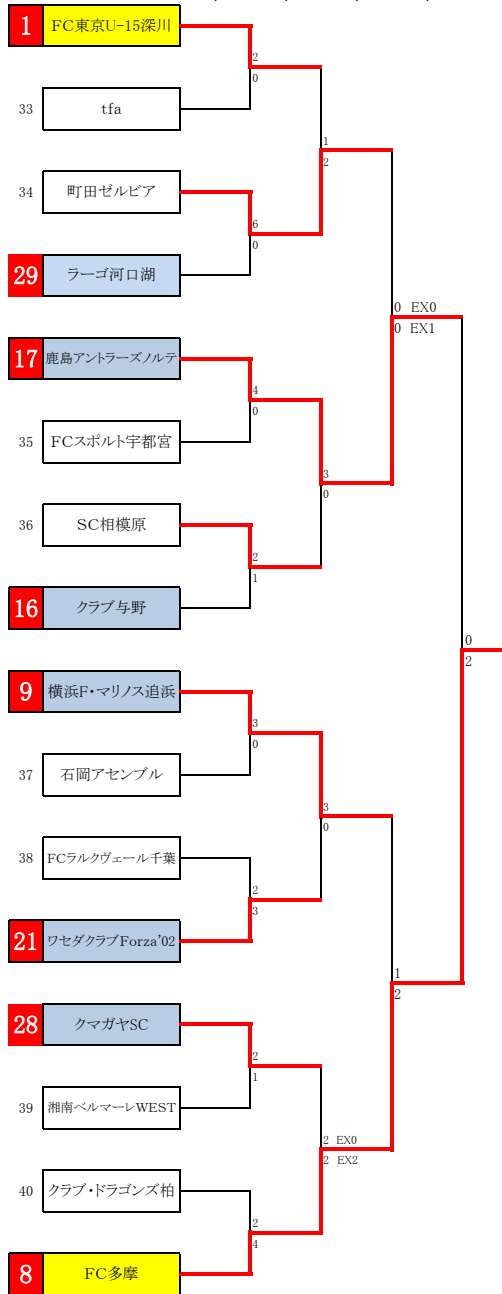 1 FC東京U-15深川
2
0
33 tfa
1
2
34 町田ゼルビア
6
0
29 ラーゴ河口湖
0 EX0
0 EX1
17 鹿島アントラーズノルテ
4
0
35 FCスポルト宇都宮
3
0
36 SC相模原
2
1
16 クラブ与野
0
2
9 横浜F・マリノス追浜
3
0
37 石岡アセンブル
3
0
38 FCラルクヴェール千葉
2
3
21 ワセダクラブForza'02
1
2
28 クマガヤSC
2
1
39 湘南ベルマーレWEST
2 EX0
2 EX2
40 クラブ・ドラゴンズ柏
2
4
8 FC多摩